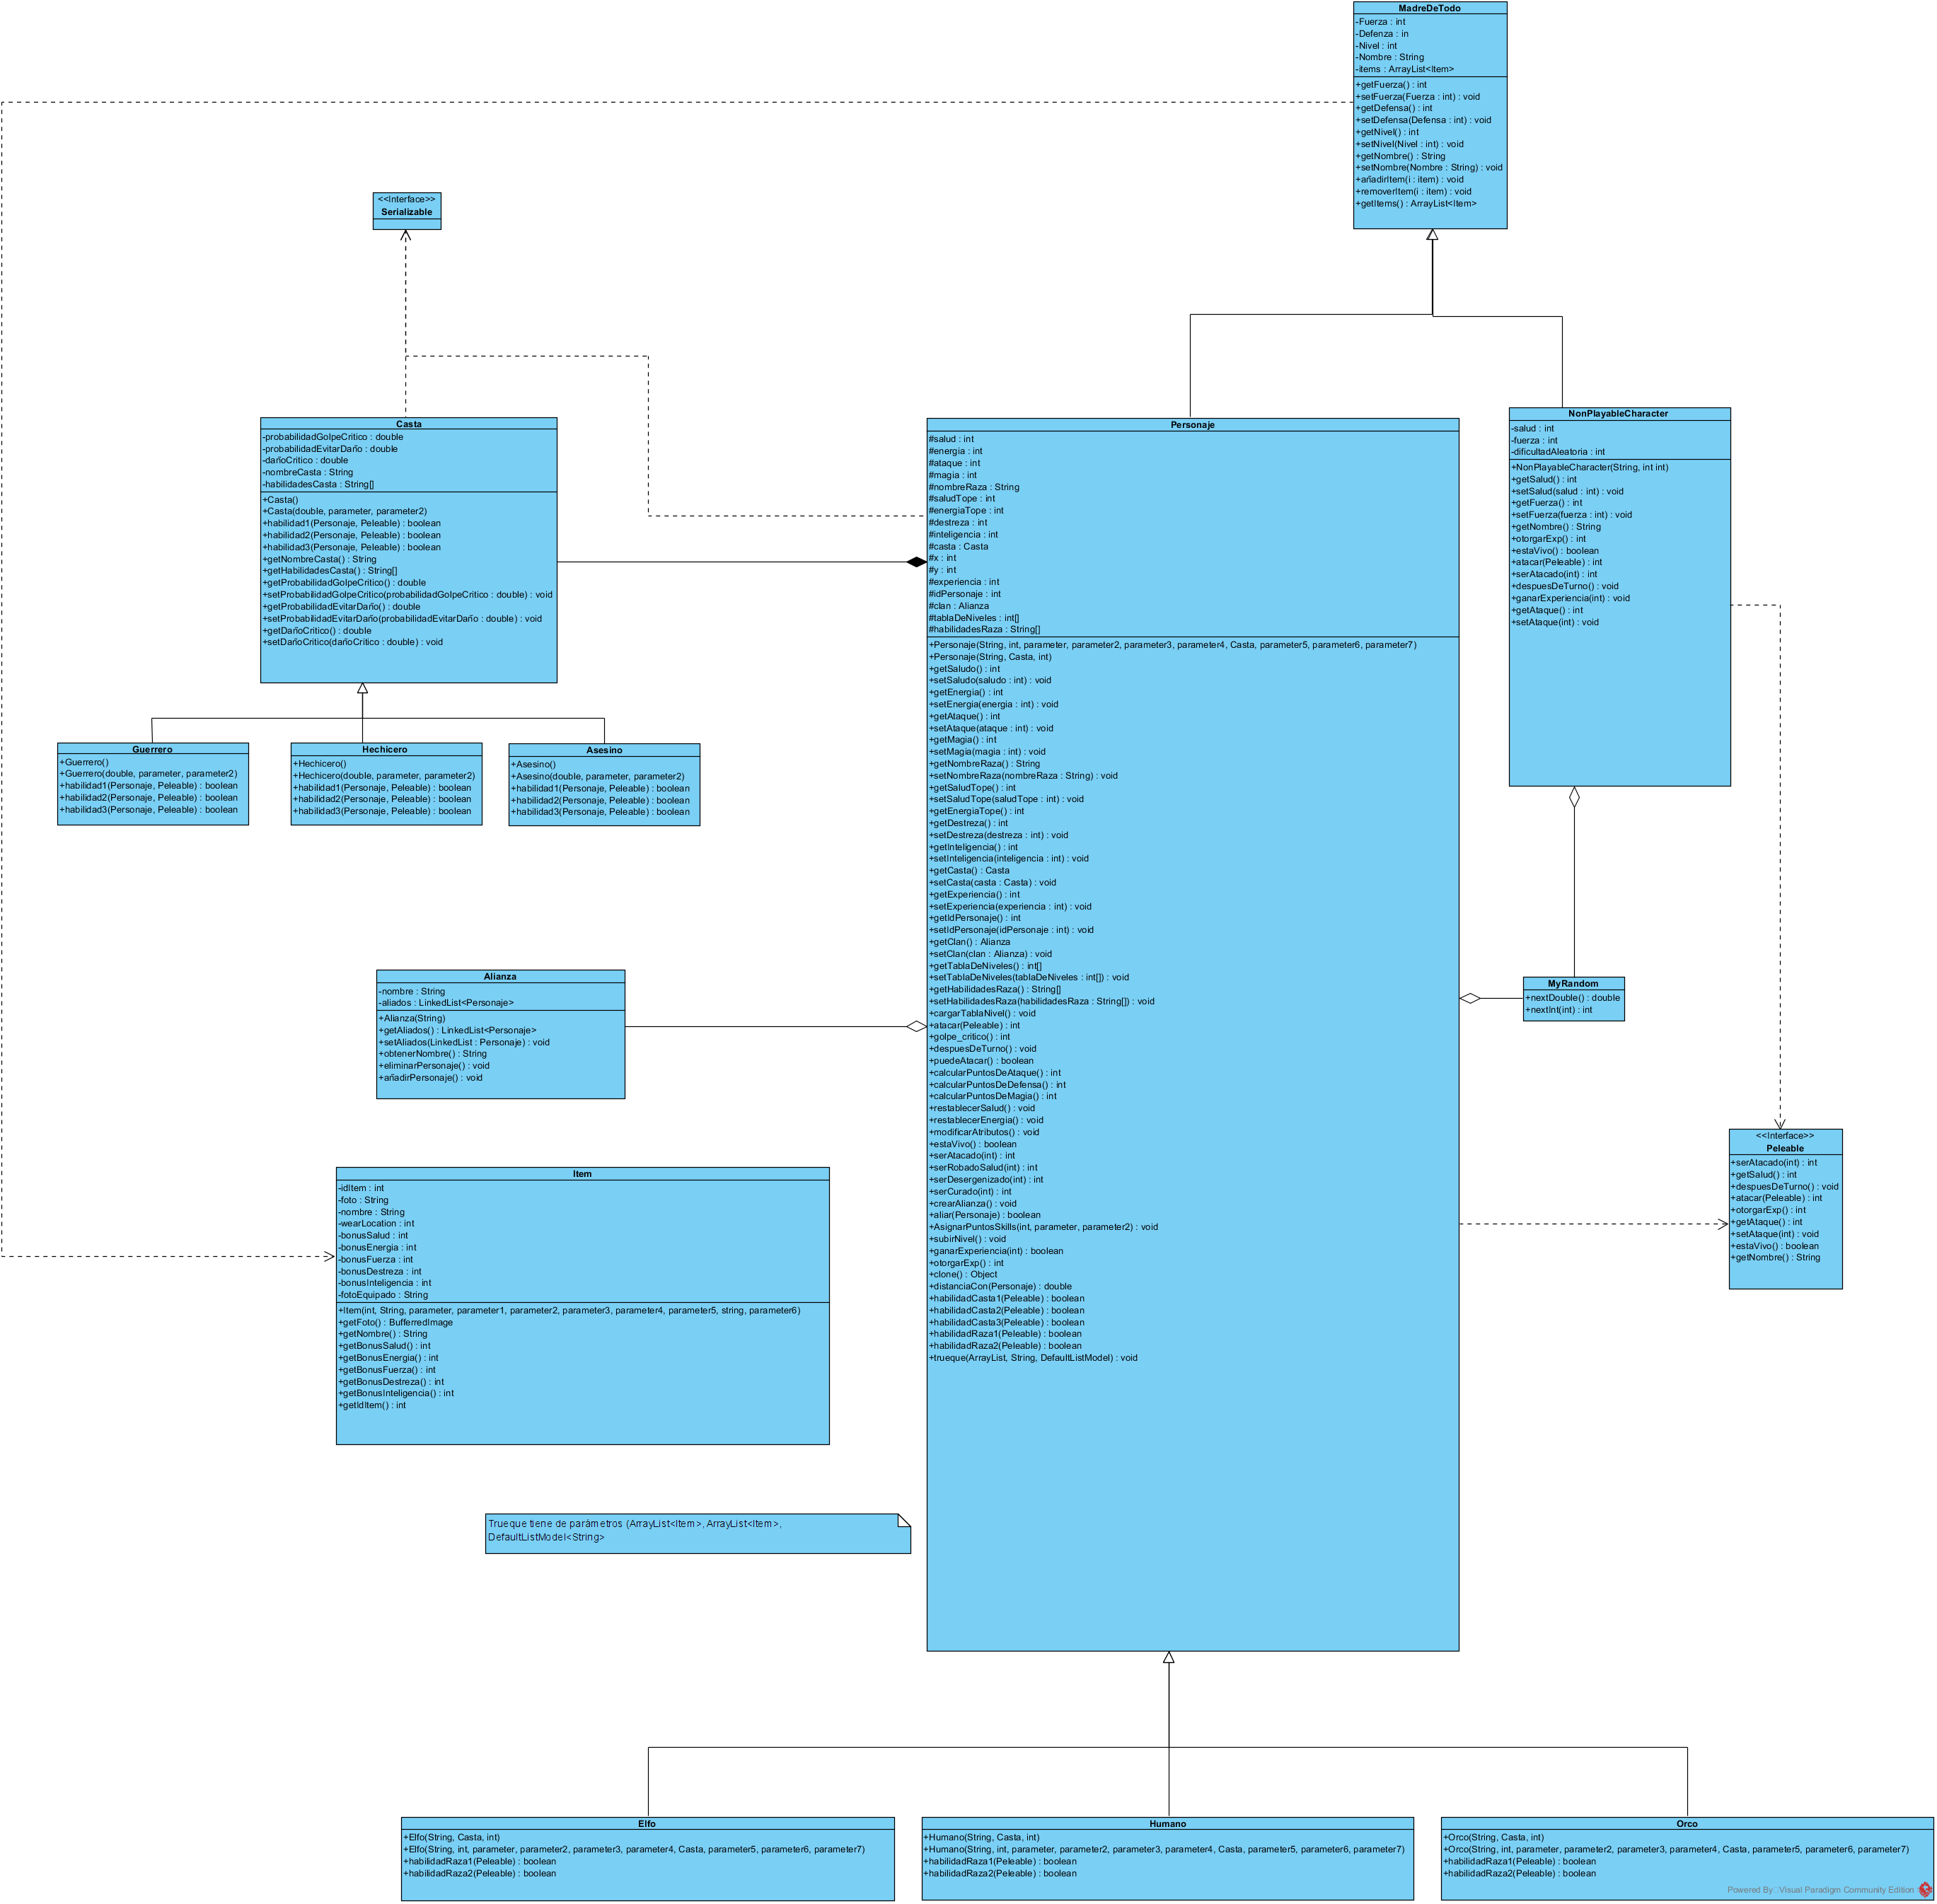 MadreDeTodo
-Fuerza : int
-Defenza : in
-Nivel : int
-Nombre : String
-items : ArrayList<Item>
+getFuerza() : int
+setFuerza(Fuerza : int) : void
+getDefensa() : int
+setDefensa(Defensa : int) : void
+getNivel() : int
+setNivel(Nivel : int) : void
+getNombre() : String
+setNombre(Nombre : String) : void
+añadirItem(i : item) : void
+removerItem(i : item) : void
+getItems() : ArrayList<Item>
<<Interface>>
Serializable
Casta
-probabilidadGolpeCritico : double
-probabilidadEvitarDaño : double
-dañoCritico : double
-nombreCasta : String
-habilidadesCasta : String[]
+Casta()
+Casta(double, parameter, parameter2)
+habilidad1(Personaje, Peleable) : boolean
+habilidad2(Personaje, Peleable) : boolean
+habilidad3(Personaje, Peleable) : boolean
+getNombreCasta() : String
+getHabilidadesCasta() : String[]
+getProbabilidadGolpeCritico() : double
+setProbabilidadGolpeCritico(probabilidadGolpeCritico : double) : void
+getProbabilidadEvitarDaño() : double
+setProbabilidadEvitarDaño(probabilidadEvitarDaño : double) : void
+getDañoCritico() : double
+setDañoCritico(dañoCritico : double) : void
Personaje
#salud : int
#energia : int
#ataque : int
#magia : int
#nombreRaza : String
#saludTope : int
#energiaTope : int
#destreza : int
#inteligencia : int
#casta : Casta
#x : int
#y : int
#experiencia : int
#idPersonaje : int
#clan : Alianza
#tablaDeNiveles : int[]
#habilidadesRaza : String[]
+Personaje(String, int, parameter, parameter2, parameter3, parameter4, Casta, parameter5, parameter6, parameter7)
+Personaje(String, Casta, int)
+getSaludo() : int
+setSaludo(saludo : int) : void
+getEnergia() : int
+setEnergia(energia : int) : void
+getAtaque() : int
+setAtaque(ataque : int) : void
+getMagia() : int
+setMagia(magia : int) : void
+getNombreRaza() : String
+setNombreRaza(nombreRaza : String) : void
+getSaludTope() : int
+setSaludTope(saludTope : int) : void
+getEnergiaTope() : int
+getDestreza() : int
+setDestreza(destreza : int) : void
+getInteligencia() : int
+setInteligencia(inteligencia : int) : void
+getCasta() : Casta
+setCasta(casta : Casta) : void
+getExperiencia() : int
+setExperiencia(experiencia : int) : void
+getIdPersonaje() : int
+setIdPersonaje(idPersonaje : int) : void
+getClan() : Alianza
+setClan(clan : Alianza) : void
+getTablaDeNiveles() : int[]
+setTablaDeNiveles(tablaDeNiveles : int[]) : void
+getHabilidadesRaza() : String[]
+setHabilidadesRaza(habilidadesRaza : String[]) : void
+cargarTablaNivel() : void
+atacar(Peleable) : int
+golpe_critico() : int
+despuesDeTurno() : void
+puedeAtacar() : boolean
+calcularPuntosDeAtaque() : int
+calcularPuntosDeDefensa() : int
+calcularPuntosDeMagia() : int
+restablecerSalud() : void
+restablecerEnergia() : void
+modificarAtributos() : void
+estaVivo() : boolean
+serAtacado(int) : int
+serRobadoSalud(int) : int
+serDesergenizado(int) : int
+serCurado(int) : int
+crearAlianza() : void
+aliar(Personaje) : boolean
+AsignarPuntosSkills(int, parameter, parameter2) : void
+subirNivel() : void
+ganarExperiencia(int) : boolean
+otorgarExp() : int
+clone() : Object
+distanciaCon(Personaje) : double
+habilidadCasta1(Peleable) : boolean
+habilidadCasta2(Peleable) : boolean
+habilidadCasta3(Peleable) : boolean
+habilidadRaza1(Peleable) : boolean
+habilidadRaza2(Peleable) : boolean
+trueque(ArrayList, String, DefaultListModel) : void
NonPlayableCharacter
-salud : int
-fuerza : int
-dificultadAleatoria : int
+NonPlayableCharacter(String, int int)
+getSalud() : int
+setSalud(salud : int) : void
+getFuerza() : int
+setFuerza(fuerza : int) : void
+getNombre() : String
+otorgarExp() : int
+estaVivo() : boolean
+atacar(Peleable) : int
+serAtacado(int) : int
+despuesDeTurno() : void
+ganarExperiencia(int) : void
+getAtaque() : int
+setAtaque(int) : void
Guerrero
+Guerrero()
+Guerrero(double, parameter, parameter2)
+habilidad1(Personaje, Peleable) : boolean
+habilidad2(Personaje, Peleable) : boolean
+habilidad3(Personaje, Peleable) : boolean
Hechicero
+Hechicero()
+Hechicero(double, parameter, parameter2)
+habilidad1(Personaje, Peleable) : boolean
+habilidad2(Personaje, Peleable) : boolean
+habilidad3(Personaje, Peleable) : boolean
Asesino
+Asesino()
+Asesino(double, parameter, parameter2)
+habilidad1(Personaje, Peleable) : boolean
+habilidad2(Personaje, Peleable) : boolean
+habilidad3(Personaje, Peleable) : boolean
Alianza
-nombre : String
-aliados : LinkedList<Personaje>
+Alianza(String)
+getAliados() : LinkedList<Personaje>
+setAliados(LinkedList : Personaje) : void
+obtenerNombre() : String
+eliminarPersonaje() : void
+añadirPersonaje() : void
MyRandom
+nextDouble() : double
+nextInt(int) : int
<<Interface>>
Peleable
+serAtacado(int) : int
+getSalud() : int
+despuesDeTurno() : void
+atacar(Peleable) : int
+otorgarExp() : int
+getAtaque() : int
+setAtaque(int) : void
+estaVivo() : boolean
+getNombre() : String
Item
-idItem : int
-foto : String
-nombre : String
-wearLocation : int
-bonusSalud : int
-bonusEnergia : int
-bonusFuerza : int
-bonusDestreza : int
-bonusInteligencia : int
-fotoEquipado : String
+Item(int, String, parameter, parameter1, parameter2, parameter3, parameter4, parameter5, string, parameter6)
+getFoto() : BufferredImage
+getNombre() : String
+getBonusSalud() : int
+getBonusEnergia() : int
+getBonusFuerza() : int
+getBonusDestreza() : int
+getBonusInteligencia() : int
+getIdItem() : int
Trueque tiene de parámetros (ArrayList<Item>, ArrayList<Item>,
DefaultListModel<String>
Elfo
+Elfo(String, Casta, int)
+Elfo(String, int, parameter, parameter2, parameter3, parameter4, Casta, parameter5, parameter6, parameter7)
+habilidadRaza1(Peleable) : boolean
+habilidadRaza2(Peleable) : boolean
Humano
+Humano(String, Casta, int)
+Humano(String, int, parameter, parameter2, parameter3, parameter4, Casta, parameter5, parameter6, parameter7)
+habilidadRaza1(Peleable) : boolean
+habilidadRaza2(Peleable) : boolean
Orco
+Orco(String, Casta, int)
+Orco(String, int, parameter, parameter2, parameter3, parameter4, Casta, parameter5, parameter6, parameter7)
+habilidadRaza1(Peleable) : boolean
+habilidadRaza2(Peleable) : boolean
Powered By Visual Paradigm Community Edition